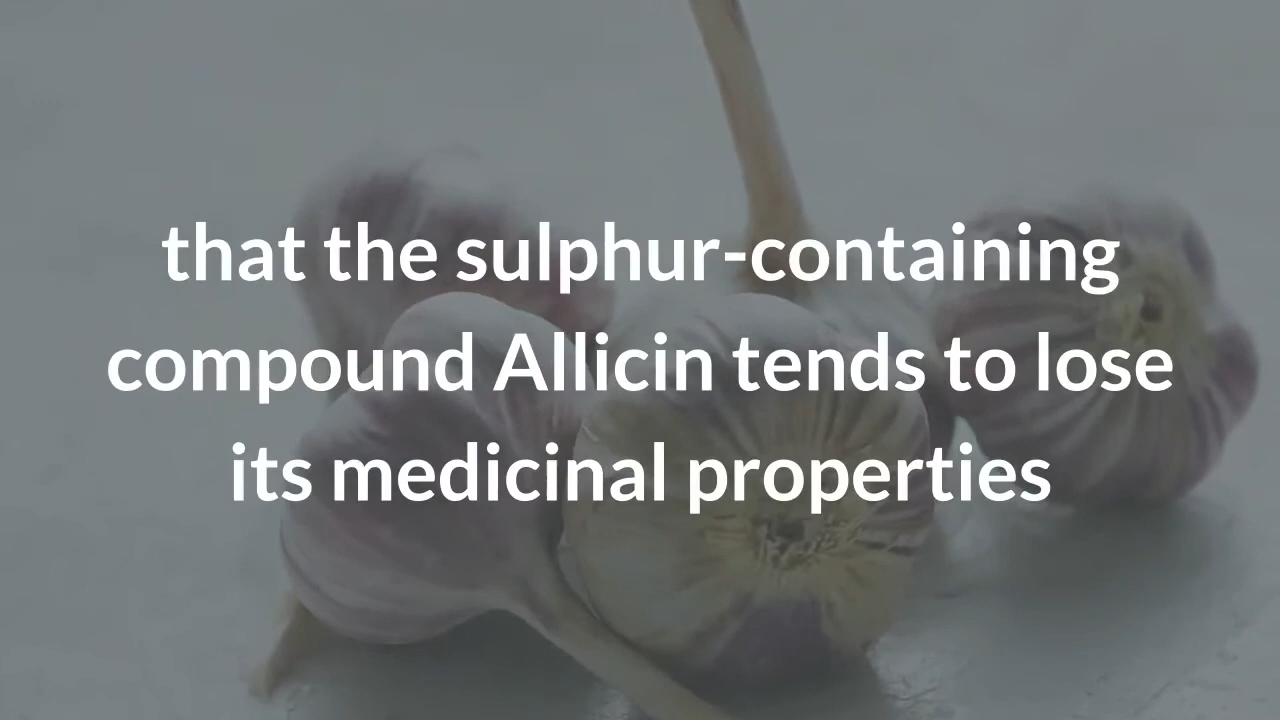 that the sulphur-containing
compound Allicin tends to lose
its medicinal properties